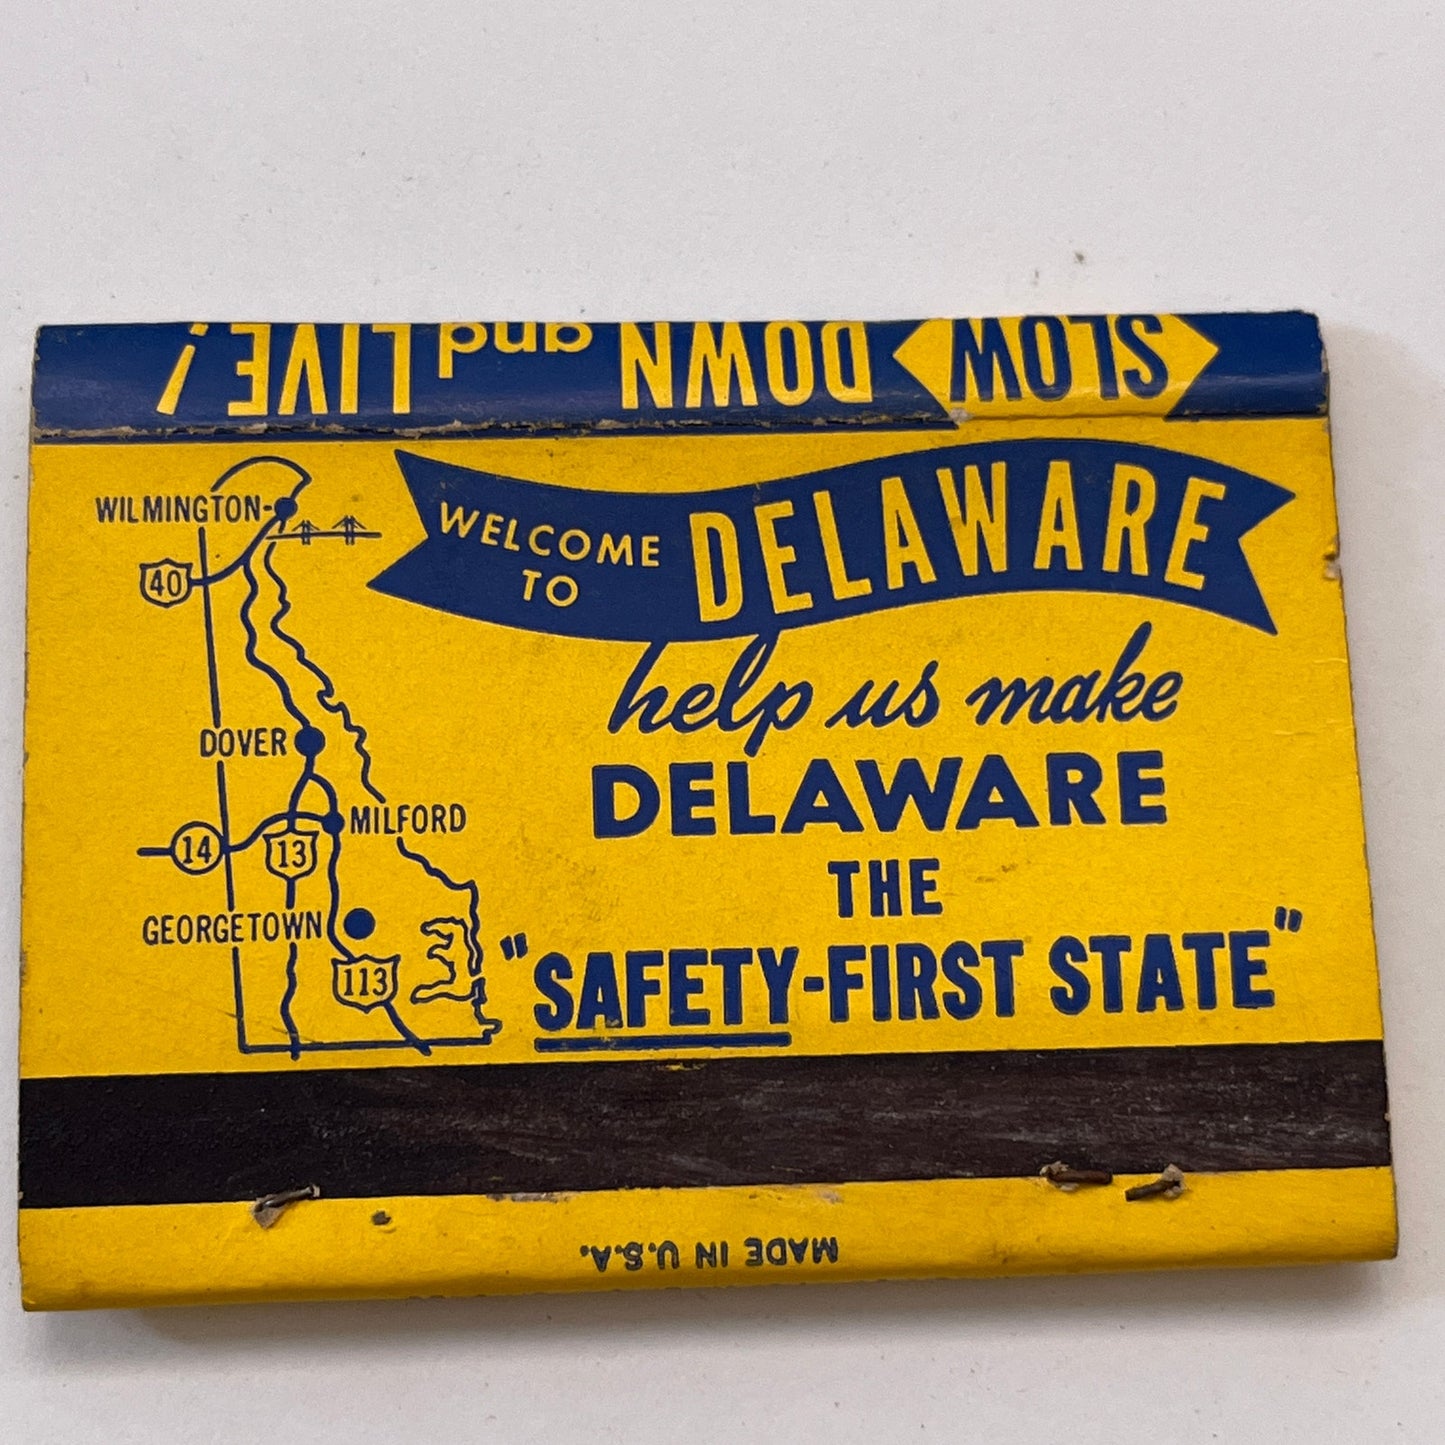 SLOW DOWN and LIVE!
WELCOME
TO
DELAWARE
help us make
DELAWARE
THE
"SAFETY-FIRST STATE"
WILMINGTON
40
DOVER
MILFORD
14
13
GEORGETOWN
113
MADE IN U.S.A.